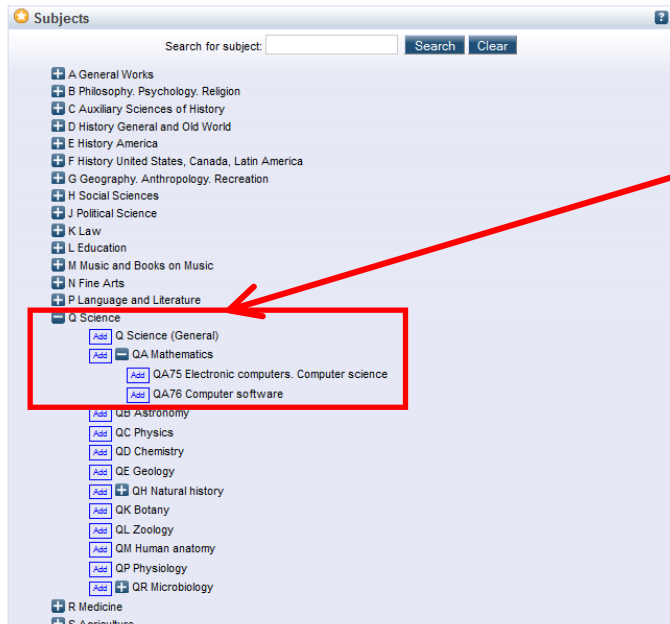 Subjects
?
Search for subject: Search Clear
A General Works
B Philosophy. Psychology. Religion
C Auxiliary Sciences of History
D History General and Old World
E History America
F History United States, Canada, Latin America
G Geography. Anthropology. Recreation
H Social Sciences
J Political Science
K Law
L Education
M Music and Books on Music
N Fine Arts
P Language and Literature
Q Science
Add Q Science (General)
Add QA Mathematics
Add QA75 Electronic computers. Computer science
Add QA76 Computer software
Add QB Astronomy
Add QC Physics
Add QD Chemistry
Add QE Geology
Add QH Natural history
Add QK Botany
Add QL Zoology
Add QM Human anatomy
Add QP Physiology
Add QR Microbiology
R Medicine
S Agriculture